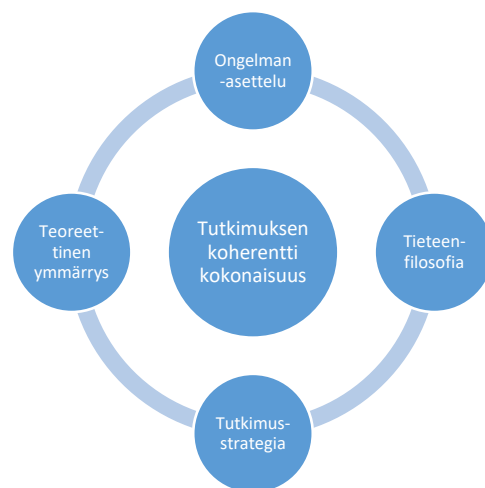 Ongelman
-asettelu
Teoreet-
tinen
ymmärrys
Tutkimuksen
koherentti
kokonaisuus
Tieteen-
filosofia
Tutkimus-
strategia